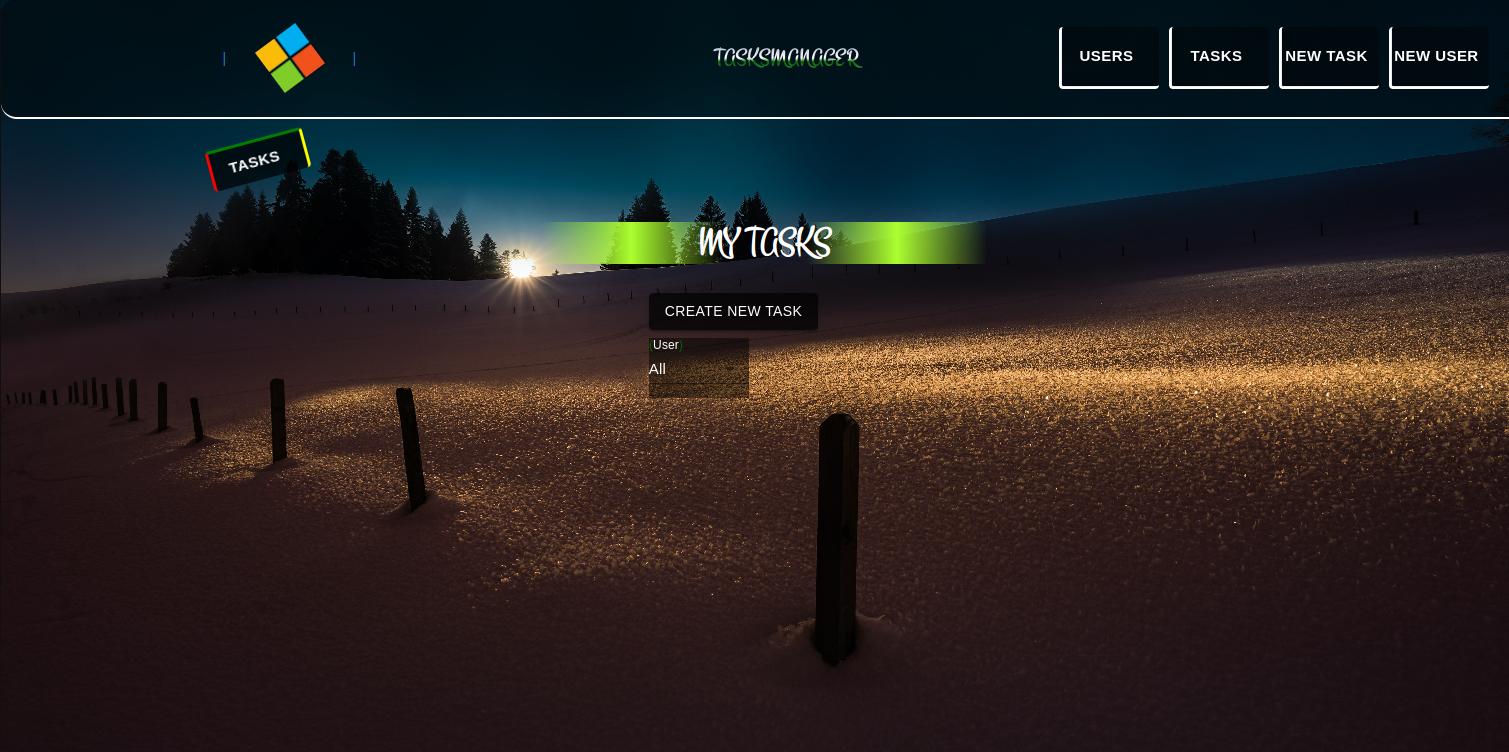 TASKSMANAGER
USERS
TASKS
NEW TASK
NEW USER
TASKS
MY TASKS
CREATE NEW TASK
(User)
All